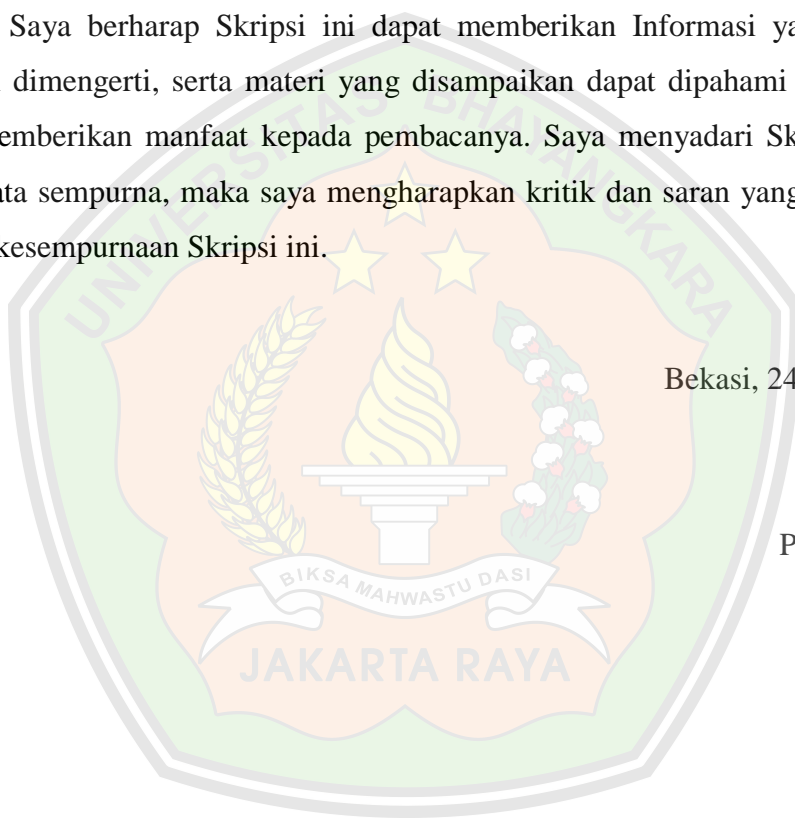 Saya berharap Skripsi ini dapat memberikan Informasi ya
dimengerti, serta materi yang disampaikan dapat dipahami
emberikan manfaat kepada pembacanya. Saya menyadari Sk
ata sempurna, maka saya mengharapkan kritik dan saran yang
kesempurnaan Skripsi ini.
UNIVERSITAS BHAYANGKARA
Bekasi, 24
P
BIKSA MAHWASTU DASI
JAKARTA RAYA